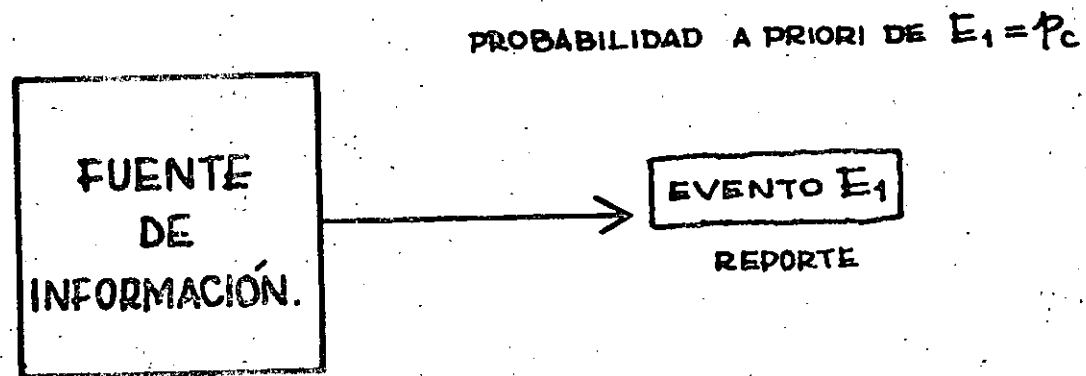 PROBABILIDAD A PRIORI DE E₁ = Pc
FUENTE
DE
INFORMACIÓN.
EVENTO E₁
REPORTE